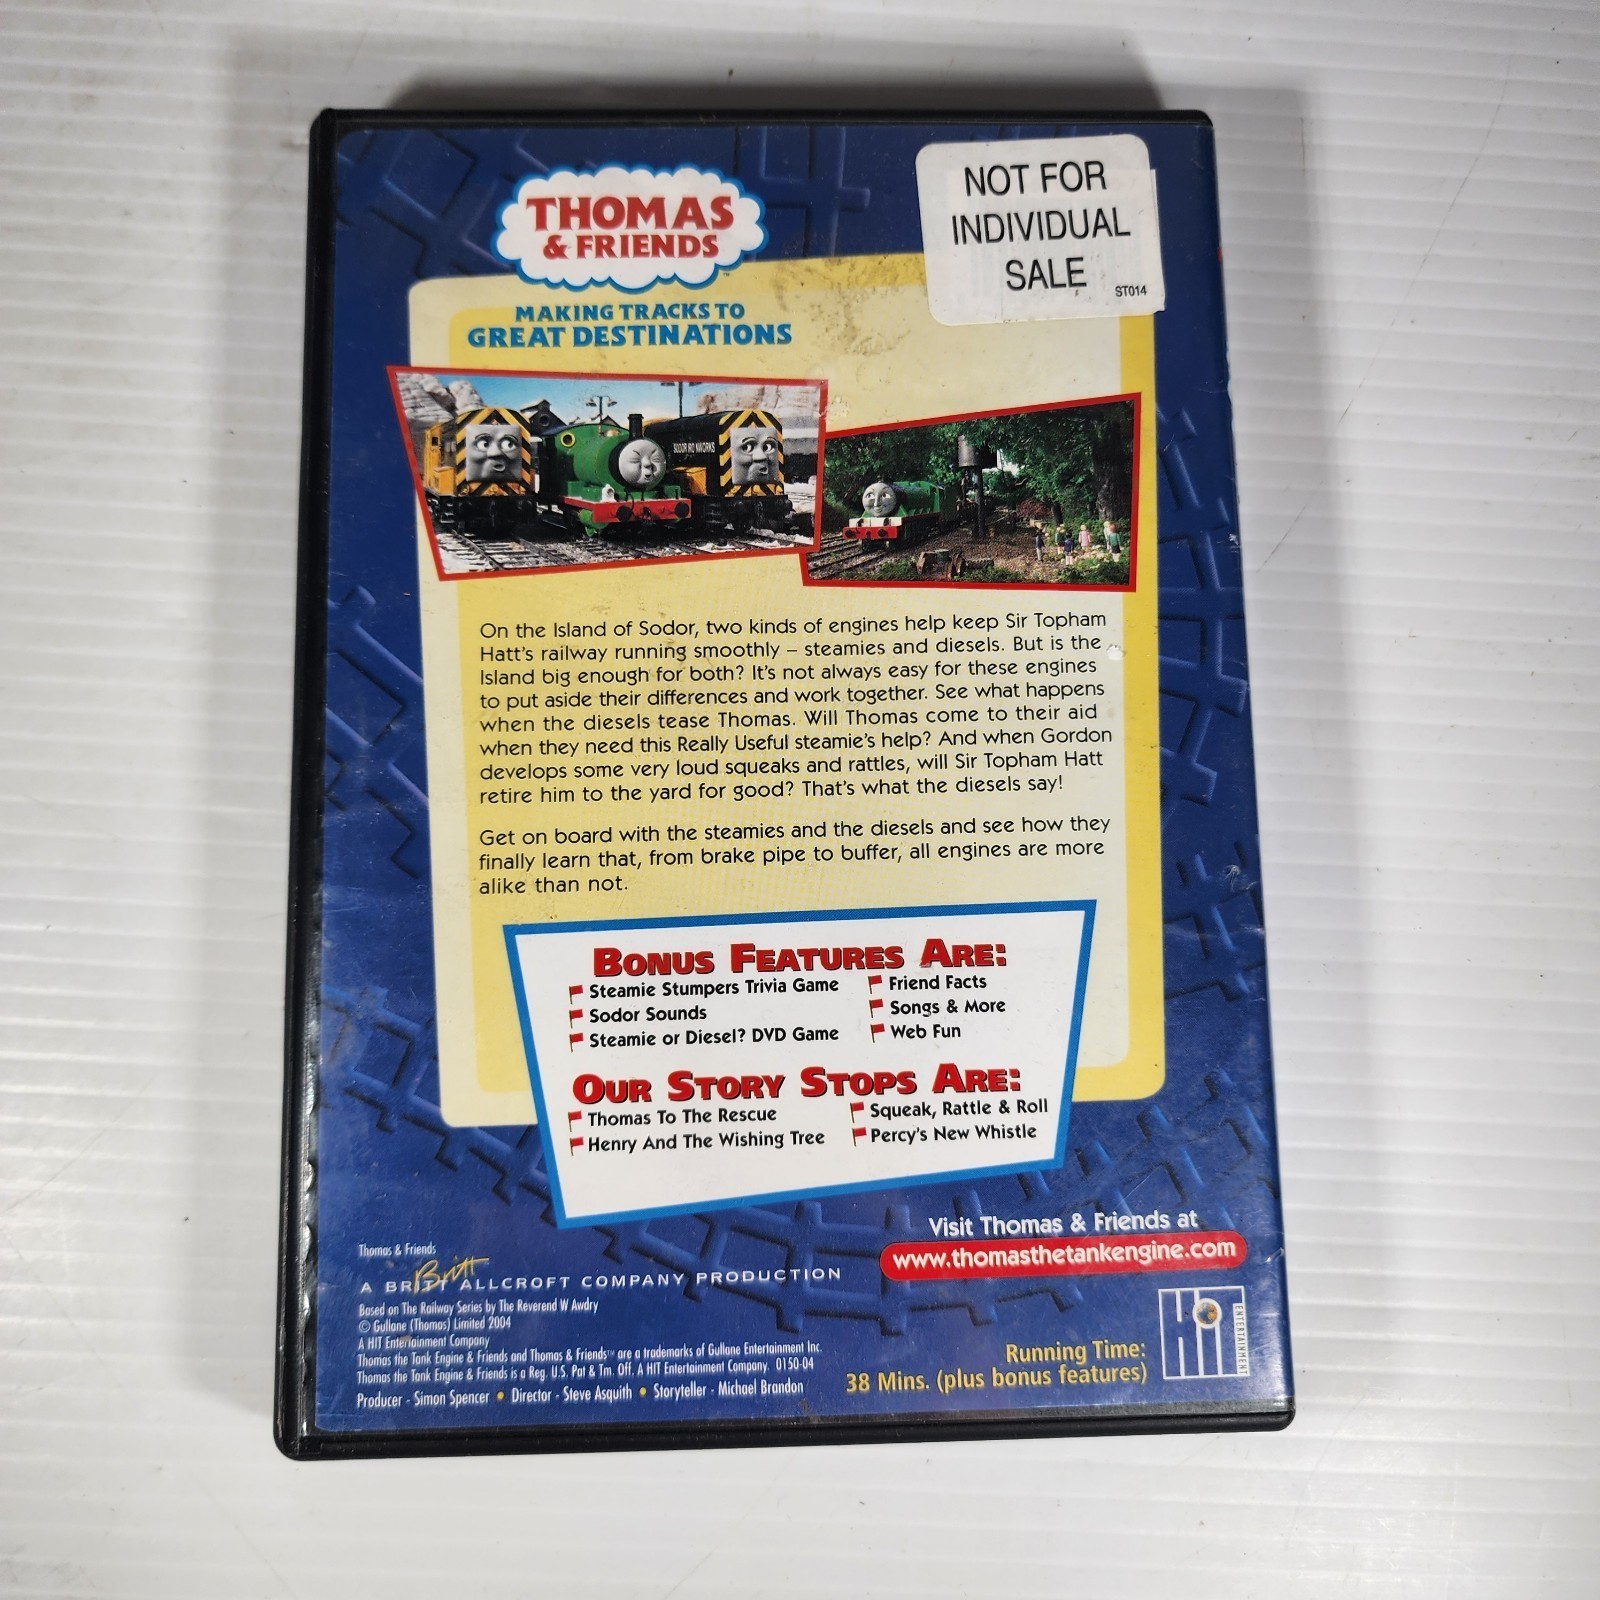 THOMAS
& FRIENDS
™
NOT FOR
INDIVIDUAL
SALE
ST014
MAKING TRACKS TO
GREAT DESTINATIONS
SODOR IRONWORKS
On the Island of Sodor, two kinds of engines help keep Sir Topham
Hatt's railway running smoothly – steamies and diesels. But is the
Island big enough for both? It's not always easy for these engines
to put aside their differences and work together. See what happens
when the diesels tease Thomas. Will Thomas come to their aid
when they need this Really Useful steamie's help? And when Gordon
develops some very loud squeaks and rattles, will Sir Topham Hatt
retire him to the yard for good? That's what the diesels say!
Get on board with the steamies and the diesels and see how they
finally learn that, from brake pipe to buffer, all engines are more
alike than not.
BONUS FEATURES ARE:
Steamie Stumpers Trivia Game
Sodor Sounds
Steamie or Diesel? DVD Game
Friend Facts
Songs & More
Web Fun
OUR STORY STOPS ARE:
Thomas To The Rescue
Henry And The Wishing Tree
Squeak, Rattle & Roll
Percy's New Whistle
Visit Thomas & Friends at
www.thomasthetankengine.com
Thomas & Friends
Britt
A BRITT ALLCROFT COMPANY PRODUCTION
Based on The Railway Series by The Reverend W Awdry
© Gullane (Thomas) Limited 2004
A HIT Entertainment Company
Thomas the Tank Engine & Friends and Thomas & Friends™ are a trademarks of Gullane Entertainment Inc.
Thomas the Tank Engine & Friends is a Reg. U.S. Pat & Tm. Off. A HIT Entertainment Company. 0150-04
Producer - Simon Spencer • Director - Steve Asquith • Storyteller - Michael Brandon
Running Time:
38 Mins. (plus bonus features)
hit
ENTERTAINMENT